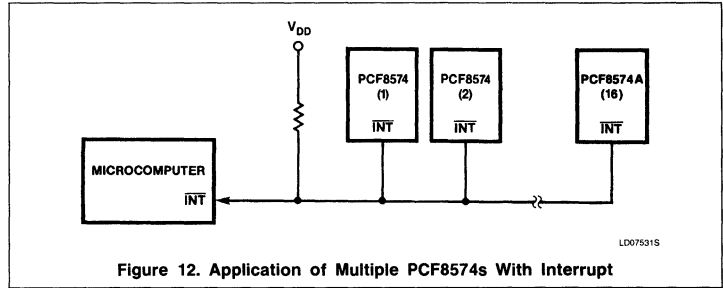 V_DD
PCF8574
(1)
INT
PCF8574
(2)
INT
PCF8574A
(16)
INT
MICROCOMPUTER
INT
LD07531S
Figure 12. Application of Multiple PCF8574s With Interrupt